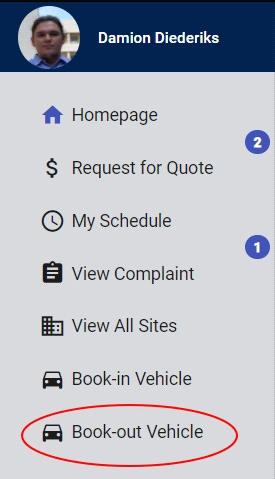 Damion Diederiks
Homepage
2
Request for Quote
My Schedule
1
View Complaint
View All Sites
Book-in Vehicle
Book-out Vehicle